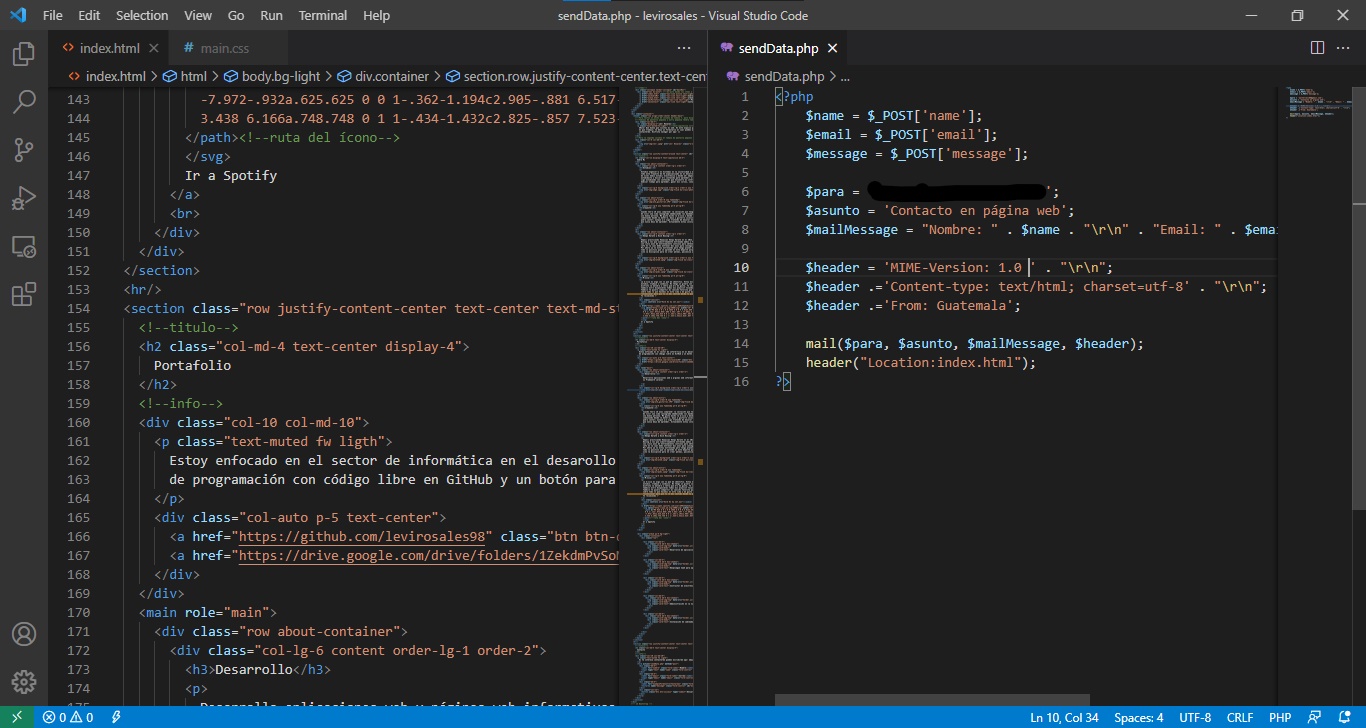 File Edit Selection View Go Run Terminal Help
sendData.php - levirosales - Visual Studio Code
index.html
# main.css
sendData.php
index.html > html > body.bg-light > div.container > section.row.justify-content-center.text-cen
sendData.php > ...
143 -7.972-.932a.625.625 0 0 1-.362-1.194c2.905-.881 6.517-
144 3.438 6.166a.748.748 0 1 1-.434-1.432c2.825-.857 7.523-
145 </path><!--ruta del ícono-->
146 </svg>
147 Ir a Spotify
148 </a>
149 <br>
150 </div>
151 </div>
152 </section>
153 <hr/>
154 <section class="row justify-content-center text-center text-md-st
155 <!--titulo-->
156 <h2 class="col-md-4 text-center display-4">
157 Portafolio
158 </h2>
159 <!--info-->
160 <div class="col-10 col-md-10">
161 <p class="text-muted fw ligth">
162 Estoy enfocado en el sector de informática en el desarollo
163 de programación con código libre en GitHub y un botón para
164 </p>
165 <div class="col-auto p-5 text-center">
166 <a href="https://github.com/levirosales98" class="btn btn-
167 <a href="https://drive.google.com/drive/folders/1ZekdmPvSo
168 </div>
169 </div>
170 <main role="main">
171 <div class="row about-container">
172 <div class="col-lg-6 content order-lg-1 order-2">
173 <h3>Desarrollo</h3>
174 <p>
1 <?php
2 $name = $_POST['name'];
3 $email = $_POST['email'];
4 $message = $_POST['message'];
5
6 $para = ';
7 $asunto = 'Contacto en página web';
8 $mailMessage = "Nombre: " . $name . "\r\n" . "Email: " . $emai
9
10 $header = 'MIME-Version: 1.0 ' . "\r\n";
11 $header .='Content-type: text/html; charset=utf-8' . "\r\n";
12 $header .='From: Guatemala';
13
14 mail($para, $asunto, $mailMessage, $header);
15 header("Location:index.html");
16 ?>
0 0
Ln 10, Col 34 Spaces: 4 UTF-8 CRLF PHP